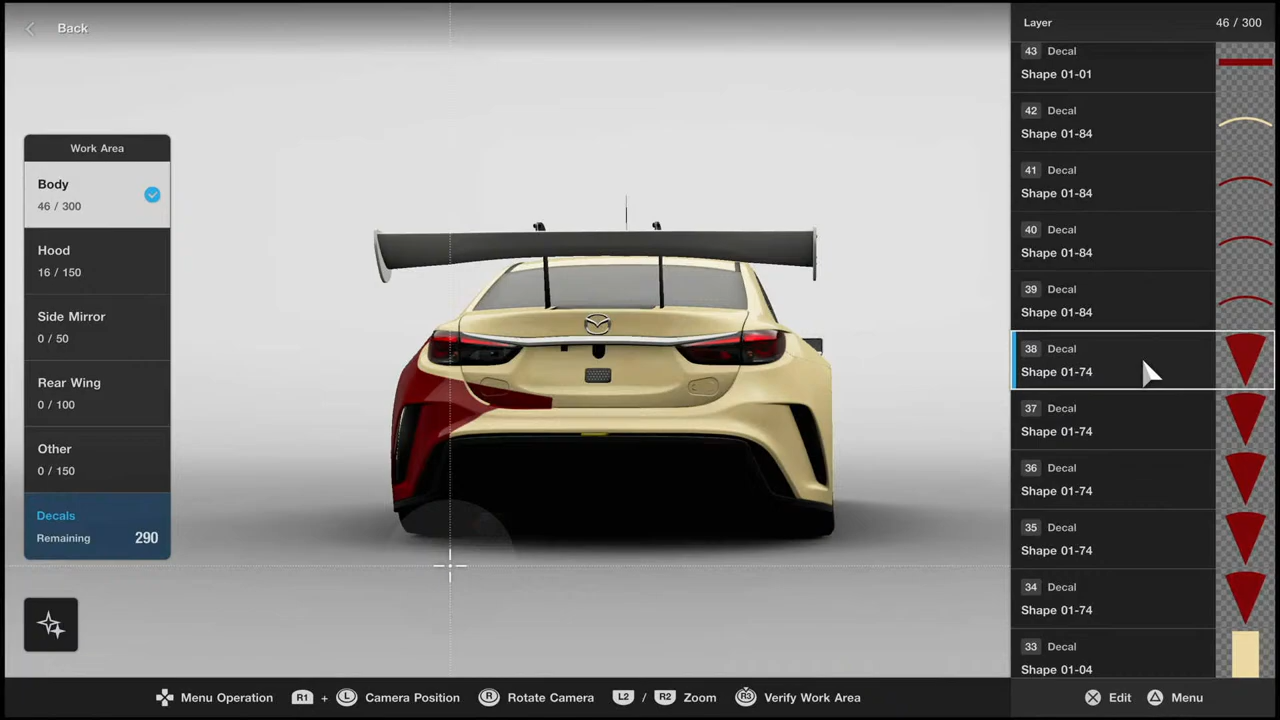 Back
Layer
46 / 300
Work Area
Body
46 / 300
Hood
16 / 150
Side Mirror
0 / 50
Rear Wing
0 / 100
Other
0 / 150
Decals
Remaining 290
43 Decal
Shape 01-01
42 Decal
Shape 01-84
41 Decal
Shape 01-84
40 Decal
Shape 01-84
39 Decal
Shape 01-84
38 Decal
Shape 01-74
37 Decal
Shape 01-74
36 Decal
Shape 01-74
35 Decal
Shape 01-74
34 Decal
Shape 01-74
33 Decal
Shape 01-04
Menu Operation R1 + L Camera Position R Rotate Camera L2 / R2 Zoom R3 Verify Work Area
Edit Menu